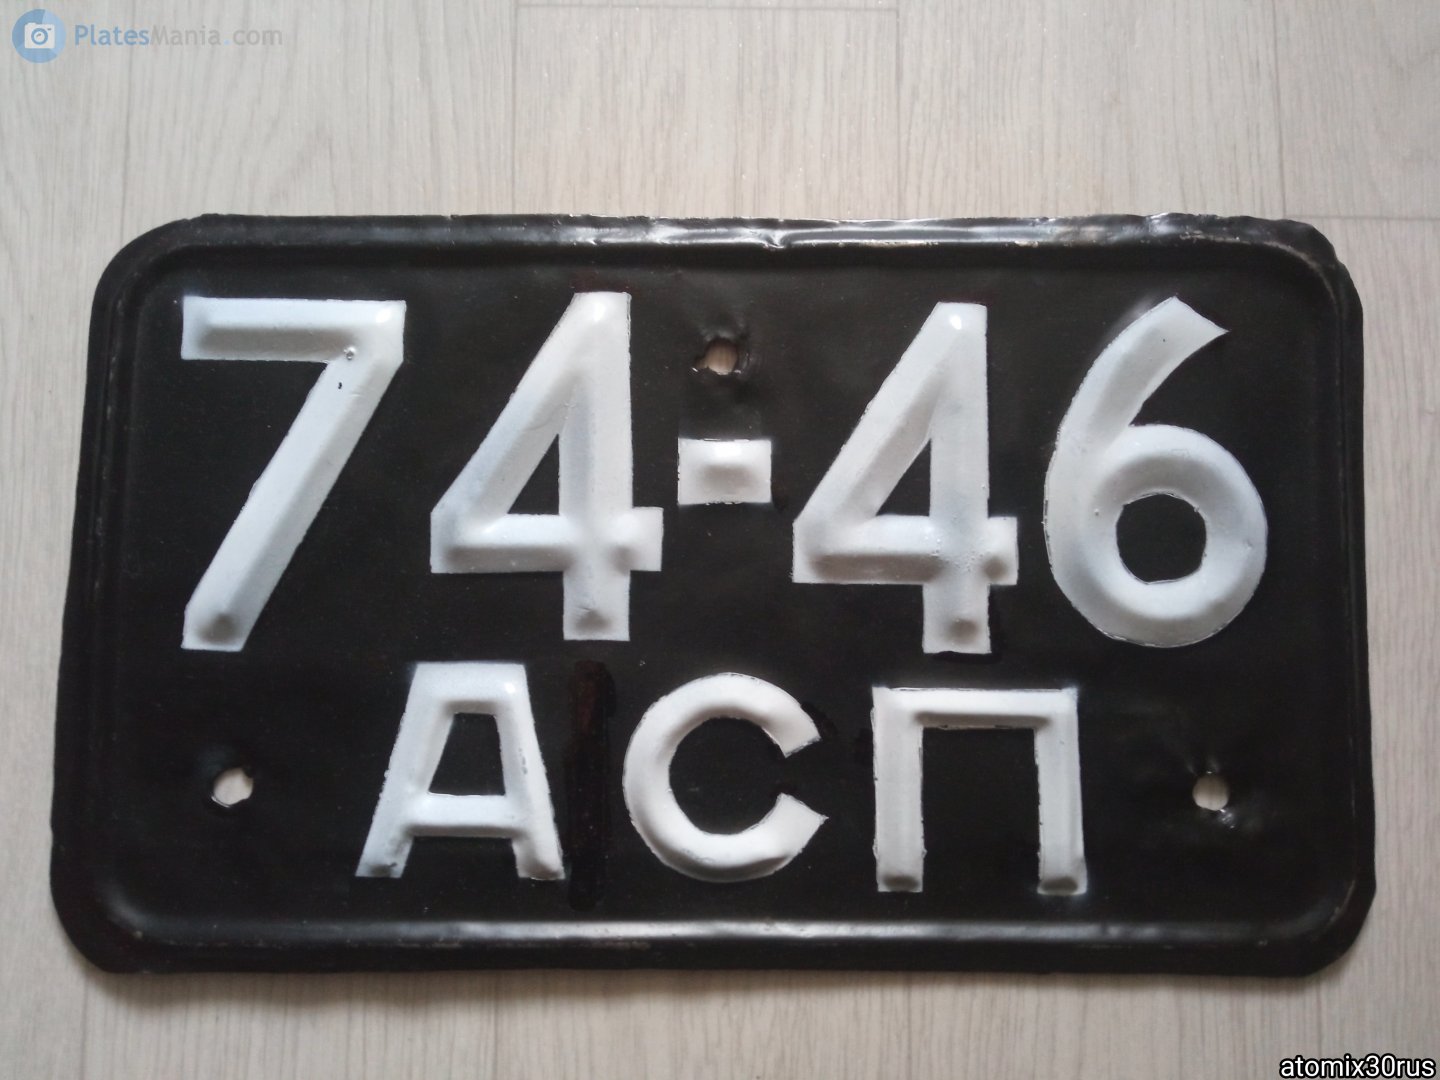 PlatesMania.com
74-46
АСП
atomix30rus